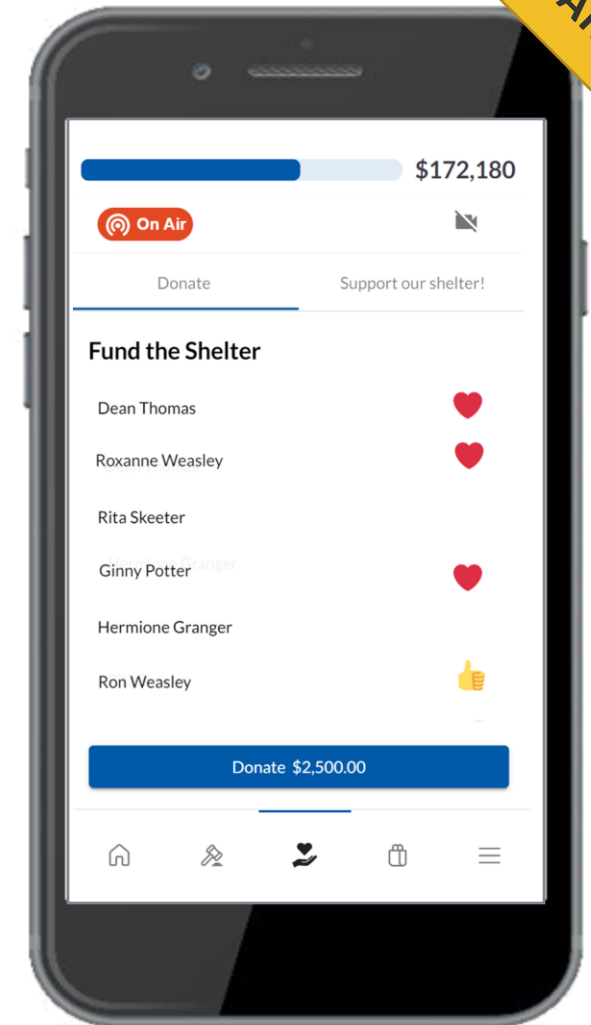 $172,180
On Air
Donate
Support our shelter!
Fund the Shelter
Dean Thomas
Roxanne Weasley
Rita Skeeter
Ginny Potter
Hermione Granger
Ron Weasley
Donate $2,500.00